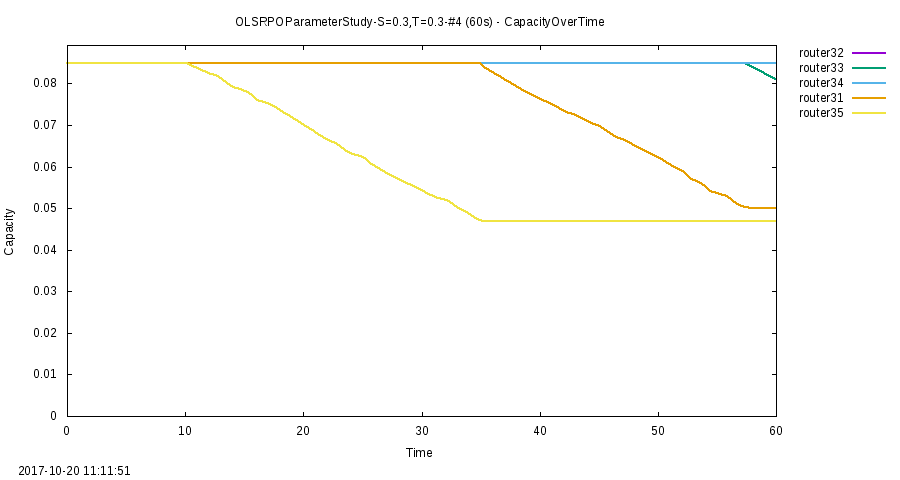 OLSRPOParameterStudy-S=0.3,T=0.3-#4 (60s) - CapacityOverTime
router32
router33
router34
router31
router35
0.08
0.07
0.06
0.05
0.04
0.03
0.02
0.01
0
Capacity
0 10 20 30 40 50 60
Time
2017-10-20 11:11:51